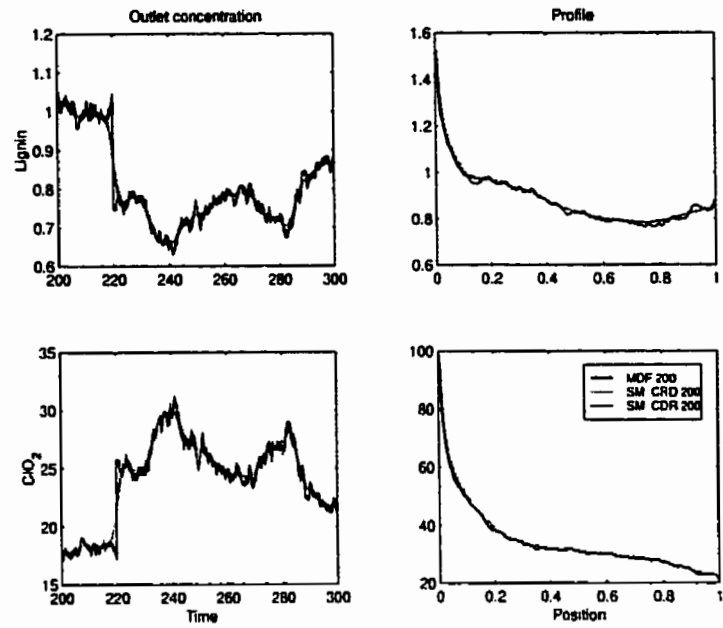 Outlet concentration
Profile
1.2
1.1
1
0.9
0.8
0.7
0.6
Lignin
200 220 240 260 280 300
1.6
1.4
1.2
1
0.8
0.6
0 0.2 0.4 0.6 0.8 1
35
30
25
20
15
ClO2
200 220 240 260 280 300
Time
100
80
60
40
20
MDF 200
SM CRD 200
SM CDR 200
0 0.2 0.4 0.6 0.8 1
Position